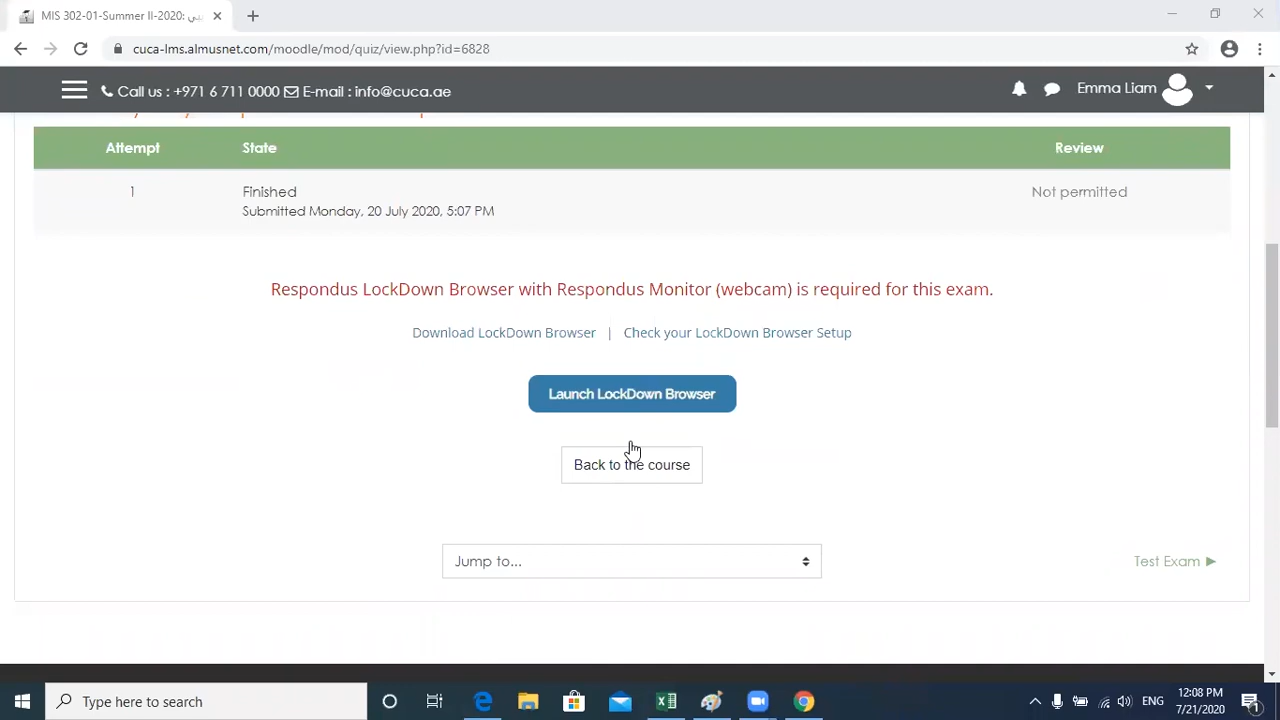 MIS 302-01-Summer II-2020:
cuca-lms.almusnet.com/moodle/mod/quiz/view.php?id=6828
Call us : +971 6 711 0000 E-mail : info@cuca.ae
Emma Liam
Attempt State Review
1 Finished Not permitted
Submitted Monday, 20 July 2020, 5:07 PM
Respondus LockDown Browser with Respondus Monitor (webcam) is required for this exam.
Download LockDown Browser | Check your LockDown Browser Setup
Launch LockDown Browser
Back to the course
Jump to...
Test Exam ►
Type here to search
ENG
12:08 PM
7/21/2020
1